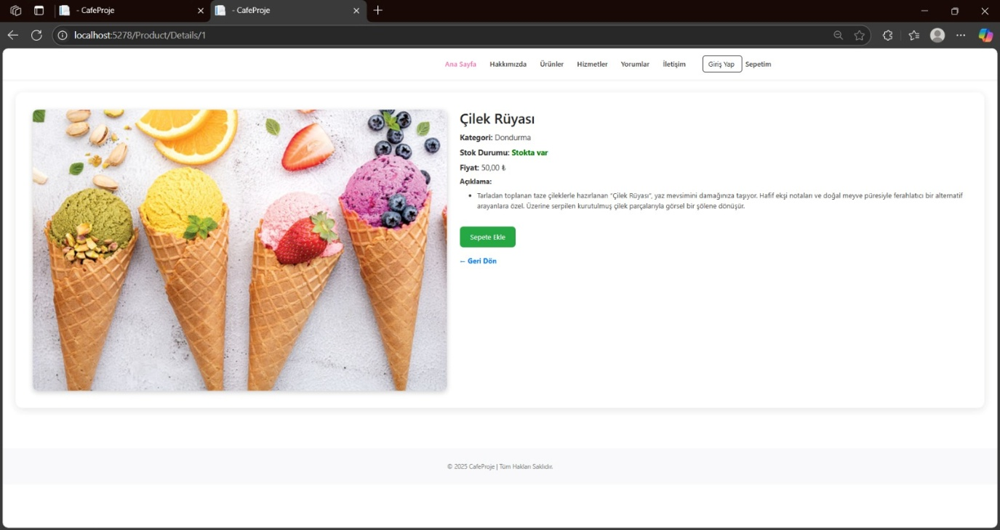 - CafeProje
- CafeProje
localhost:5278/Product/Details/1
Ana Sayfa Hakkımızda Ürünler Hizmetler Yorumlar İletişim Giriş Yap Sepetim
Çilek Rüyası
Kategori: Dondurma
Stok Durumu: Stokta var
Fiyat: 50,00 ₺
Açıklama:
• Tarladan toplanan taze çileklerle hazırlanan "Çilek Rüyası", yaz mevsimini damağınıza taşıyor. Hafif ekşi notaları ve doğal meyve püresiyle ferahlatıcı bir alternatif
arayanlara özel. Üzerine serpilen kurutulmuş çilek parçalarıyla görsel bir şölene dönüşür.
Sepete Ekle
← Geri Dön
© 2025 CafeProje | Tüm Hakları Saklıdır.